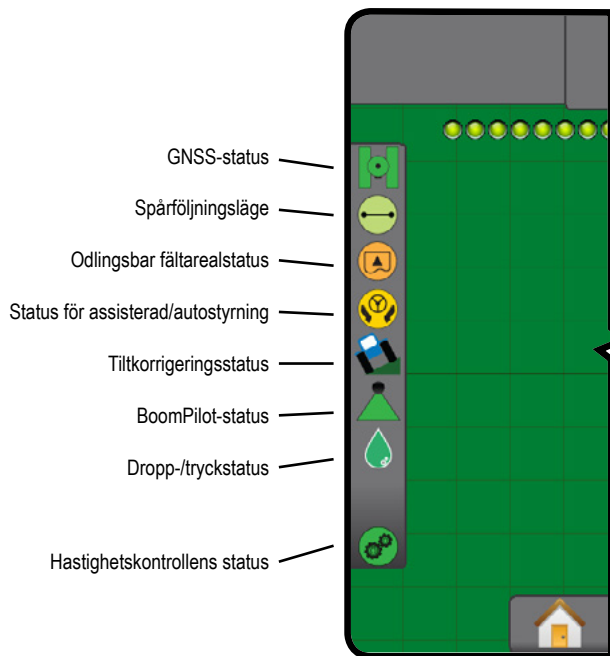 GNSS-status
Spårföljningsläge
Odlingsbar fältarealstatus
Status för assisterad/autostyrning
Tiltkorrigeringsstatus
BoomPilot-status
Dropp-/tryckstatus
Hastighetskontrollens status